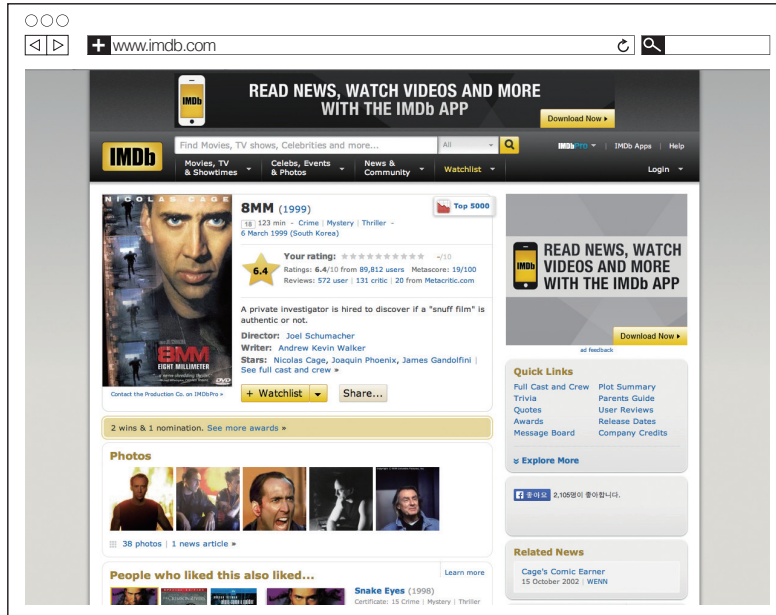 www.imdb.com
READ NEWS, WATCH VIDEOS AND MORE
WITH THE IMDb APP
IMDb
Download Now
IMDb
Find Movies, TV shows, Celebrities and more...
All
IMDbPro | IMDb Apps | Help
Movies, TV
& Showtimes
Celebs, Events
& Photos
News &
Community
Watchlist
Login
NICOLAS CAGE
8MM
EIGHT MILLIMETER
DVD
Contact the Production Co. on IMDbPro »
8MM (1999)
Top 5000
18 123 min - Crime | Mystery | Thriller -
6 March 1999 (South Korea)
6.4
Your rating: -/10
Ratings: 6.4/10 from 89,812 users Metascore: 19/100
Reviews: 572 user | 131 critic | 20 from Metacritic.com
A private investigator is hired to discover if a "snuff film" is
authentic or not.
Director: Joel Schumacher
Writer: Andrew Kevin Walker
Stars: Nicolas Cage, Joaquin Phoenix, James Gandolfini |
See full cast and crew »
+ Watchlist
Share...
2 wins & 1 nomination. See more awards »
Photos
38 photos | 1 news article »
People who liked this also liked...
Learn more
Snake Eyes (1998)
Certificate: 15 Crime | Mystery | Thriller
IMDb
READ NEWS, WATCH
VIDEOS AND MORE
WITH THE IMDb APP
Download Now
ad feedback
Quick Links
Full Cast and Crew Plot Summary
Trivia Parents Guide
Quotes User Reviews
Awards Release Dates
Message Board Company Credits
Explore More
좋아요 2,105명이 좋아합니다.
Related News
Cage's Comic Earner
15 October 2002 | WENN